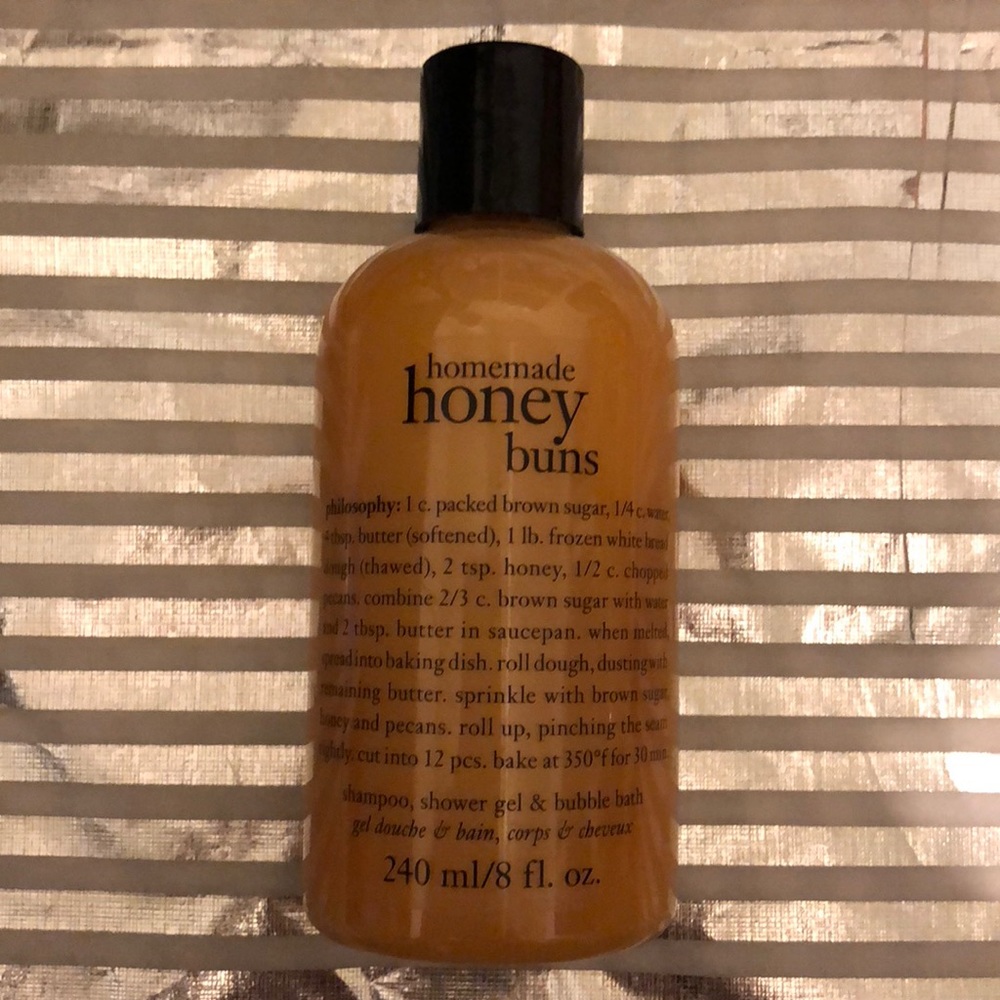 homemade
honey
buns
philosophy: 1 c. packed brown sugar, 1/4 c. water,
4 tbsp. butter (softened), 1 lb. frozen white bread
dough (thawed), 2 tsp. honey, 1/2 c. chopped
pecans. combine 2/3 c. brown sugar with water
and 2 tbsp. butter in saucepan. when melted,
spread into baking dish. roll dough, dusting with
remaining butter. sprinkle with brown sugar,
honey and pecans. roll up, pinching the seam
tightly. cut into 12 pcs. bake at 350°f for 30 min.
shampoo, shower gel & bubble bath
gel douche & bain, corps & cheveux
240 ml/8 fl. oz.